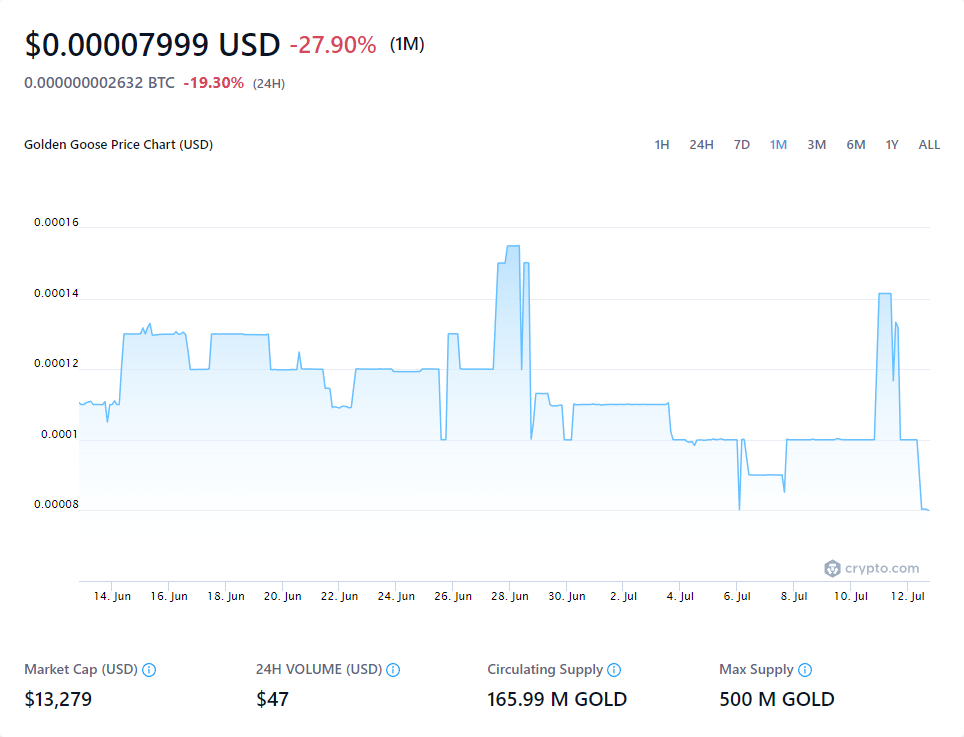 $0.00007999 USD -27.90% (1M)
0.000000002632 BTC -19.30% (24H)
Golden Goose Price Chart (USD) 1H 24H 7D 1M 3M 6M 1Y ALL
0.00016
0.00014
0.00012
0.0001
0.00008
crypto.com
14. Jun 16. Jun 18. Jun 20. Jun 22. Jun 24. Jun 26. Jun 28. Jun 30. Jun 2. Jul 4. Jul 6. Jul 8. Jul 10. Jul 12. Jul
Market Cap (USD) 24H VOLUME (USD) Circulating Supply Max Supply
$13,279 $47 165.99 M GOLD 500 M GOLD